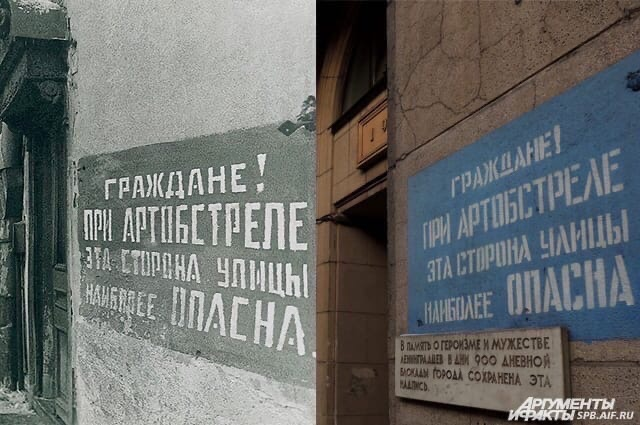 ГРАЖДАНЕ!
ПРИ АРТОБСТРЕЛЕ
ЭТА СТОРОНА УЛИЦЫ
НАИБОЛЕЕ ОПАСНА.
ГРАЖДАНЕ!
ПРИ АРТОБСТРЕЛЕ
ЭТА СТОРОНА УЛИЦЫ
НАИБОЛЕЕ ОПАСНА
В ПАМЯТЬ О ГЕРОИЗМЕ И МУЖЕСТВЕ
ЛЕНИНГРАДЦЕВ В ДНИ 900 ДНЕВНОЙ
БЛОКАДЫ ГОРОДА СОХРАНЕНА ЭТА
НАДПИСЬ.
АРГУМЕНТЫ
И ФАКТЫ SPB.AIF.RU